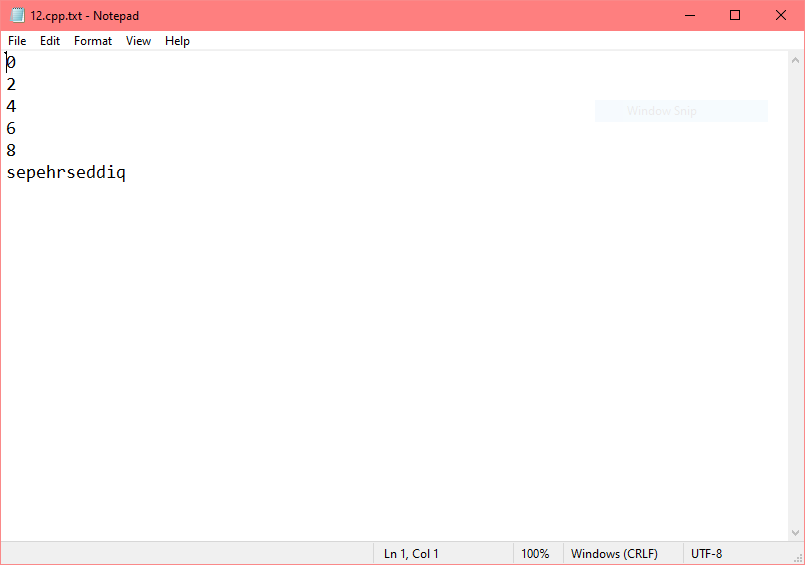 12.cpp.txt - Notepad
File Edit Format View Help
0
2
4
6
8
sepehrseddiq
Window Snip
Ln 1, Col 1 100% Windows (CRLF) UTF-8